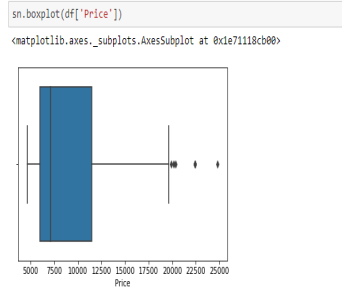 sn.boxplot(df['Price'])
<matplotlib.axes._subplots.AxesSubplot at 0x1e71118cb00>
5000 7500 10000 12500 15000 17500 20000 22500 25000
Price